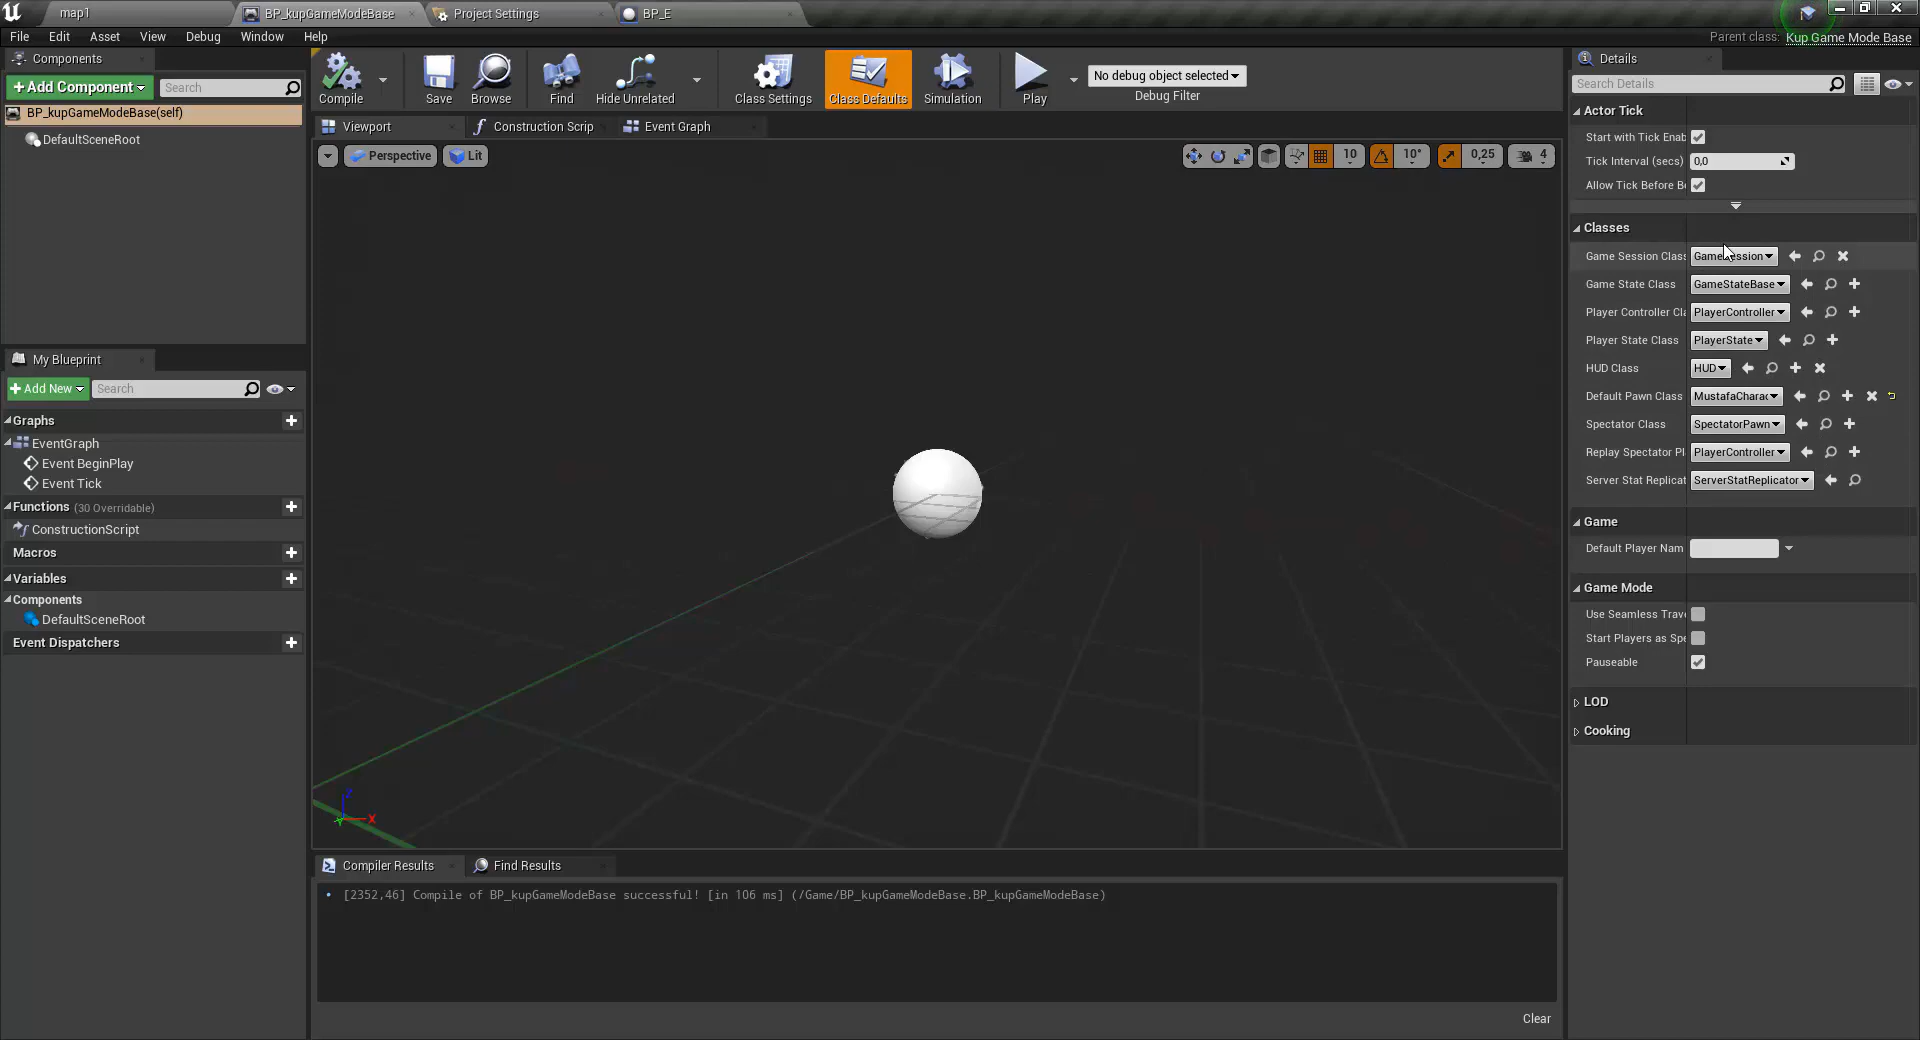 map1
BP_kupGameModeBase
Project Settings
BP_E
File Edit Asset View Debug Window Help
Parent class: Kup Game Mode Base
Components
+Add Component
Search
BP_kupGameModeBase(self)
DefaultSceneRoot
My Blueprint
+Add New
Search
Graphs
EventGraph
Event BeginPlay
Event Tick
Functions (30 Overridable)
ConstructionScript
Macros
Variables
Components
DefaultSceneRoot
Event Dispatchers
Compile
Save
Browse
Find
Hide Unrelated
Class Settings
Class Defaults
Simulation
Play
No debug object selected
Debug Filter
Viewport
Construction Scrip
Event Graph
Perspective
Lit
10
10°
0,25
4
Z
X
Compiler Results
Find Results
[2352,46] Compile of BP_kupGameModeBase successful! [in 106 ms] (/Game/BP_kupGameModeBase.BP_kupGameModeBase)
Clear
Details
Search Details
Actor Tick
Start with Tick Enab
Tick Interval (secs) 0,0
Allow Tick Before B
Classes
Game Session Class
Game State Class GameStateBase
Player Controller Cl PlayerController
Player State Class PlayerState
HUD Class HUD
Default Pawn Class MustafaCharac
Spectator Class SpectatorPawn
Replay Spectator Pl PlayerController
Server Stat Replicat ServerStatReplicator
Game
Default Player Nam
Game Mode
Use Seamless Trave
Start Players as Spe
Pauseable
LOD
Cooking